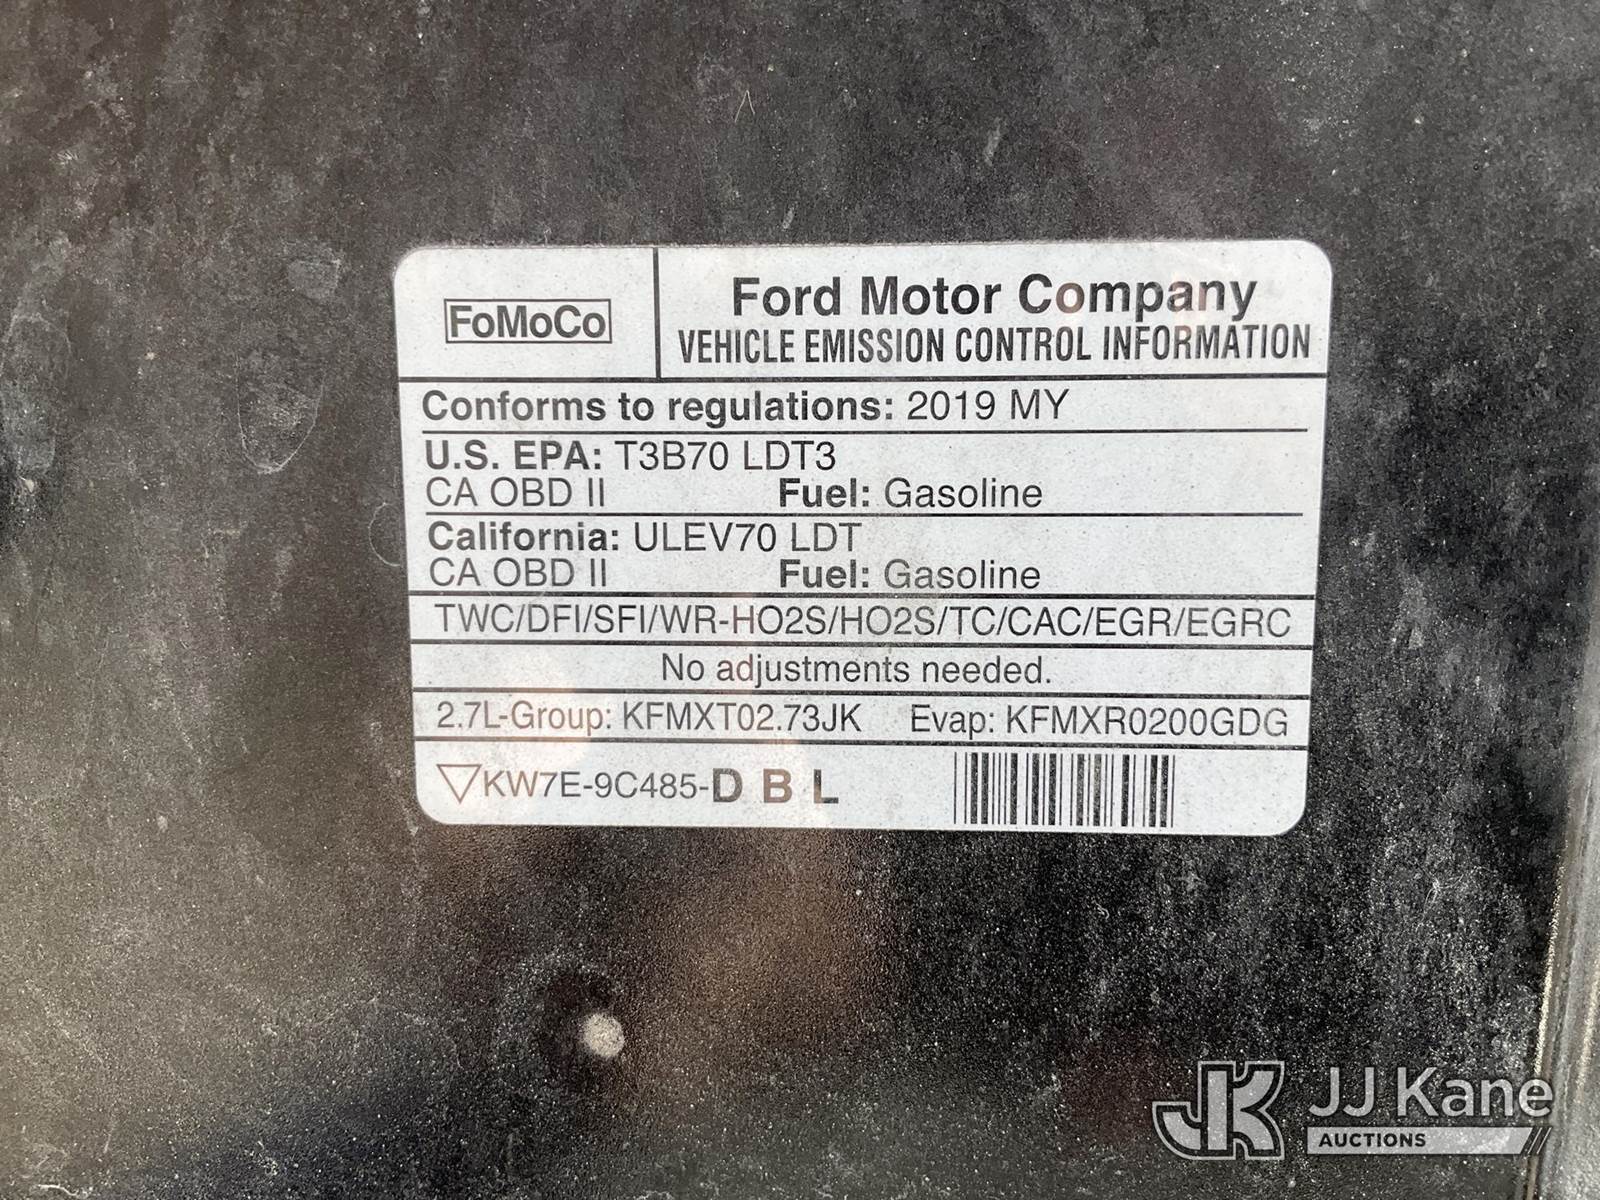 FoMoCo
Ford Motor Company
VEHICLE EMISSION CONTROL INFORMATION
Conforms to regulations: 2019 MY
U.S. EPA: T3B70 LDT3
CA OBD II Fuel: Gasoline
California: ULEV70 LDT
CA OBD II Fuel: Gasoline
TWC/DFI/SFI/WR-HO2S/HO2S/TC/CAC/EGR/EGRC
No adjustments needed.
2.7L-Group: KFMXT02.73JK Evap: KFMXR0200GDG
KW7E-9C485-D B L
JK JJ Kane
AUCTIONS